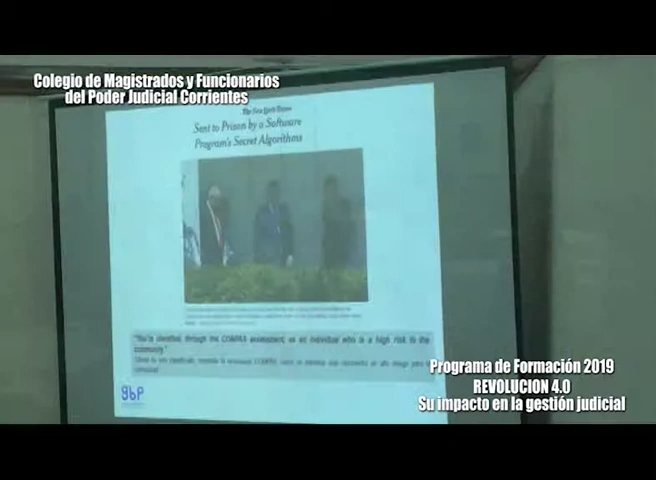 Colegio de Magistrados y Funcionarios
del Poder Judicial Corrientes
The New York Times
Sent to Prison by a Software
Program's Secret Algorithms
"You're identified, through the COMPAS assessment, as an individual who is a high risk to the
community."
gbP
Programa de Formación 2019
REVOLUCION 4.0
Su impacto en la gestión judicial